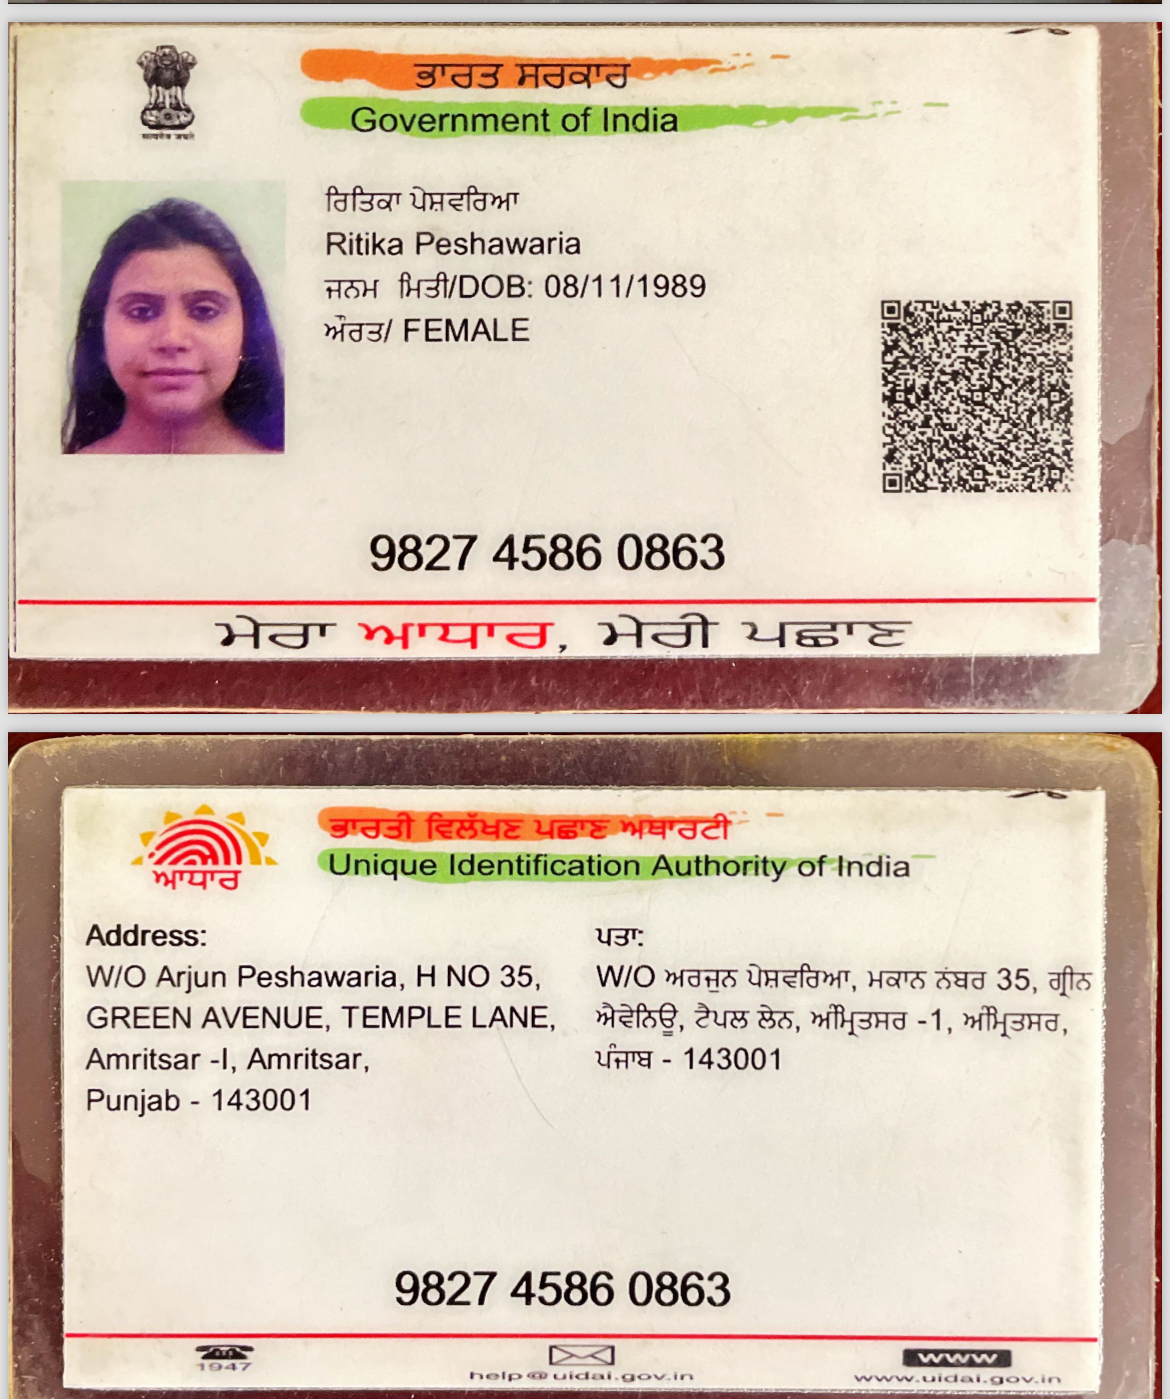 ਭਾਰਤ ਸਰਕਾਰ
Government of India
सत्यमेव जयते
ਰਿਤਿਕਾ ਪੇਸ਼ਵਰਿਆ
Ritika Peshawaria
ਜਨਮ ਮਿਤੀ/DOB: 08/11/1989
ਔਰਤ/ FEMALE
9827 4586 0863
ਮੇਰਾ ਆਧਾਰ, ਮੇਰੀ ਪਛਾਣ
ਭਾਰਤੀ ਵਿਲੱਖਣ ਪਛਾਣ ਅਥਾਰਟੀ
Unique Identification Authority of India
ਆਧਾਰ
Address:
W/O Arjun Peshawaria, H NO 35,
GREEN AVENUE, TEMPLE LANE,
Amritsar -I, Amritsar,
Punjab - 143001
ਪਤਾ:
W/O ਅਰਜੁਨ ਪੇਸ਼ਵਰਿਆ, ਮਕਾਨ ਨੰਬਰ 35, ਗ੍ਰੀਨ
ਐਵੇਨਿਊ, ਟੈਪਲ ਲੇਨ, ਅੰਮ੍ਰਿਤਸਰ -1, ਅੰਮ੍ਰਿਤਸਰ,
ਪੰਜਾਬ - 143001
9827 4586 0863
1947
help@uidai.gov.in
www
www.uidai.gov.in